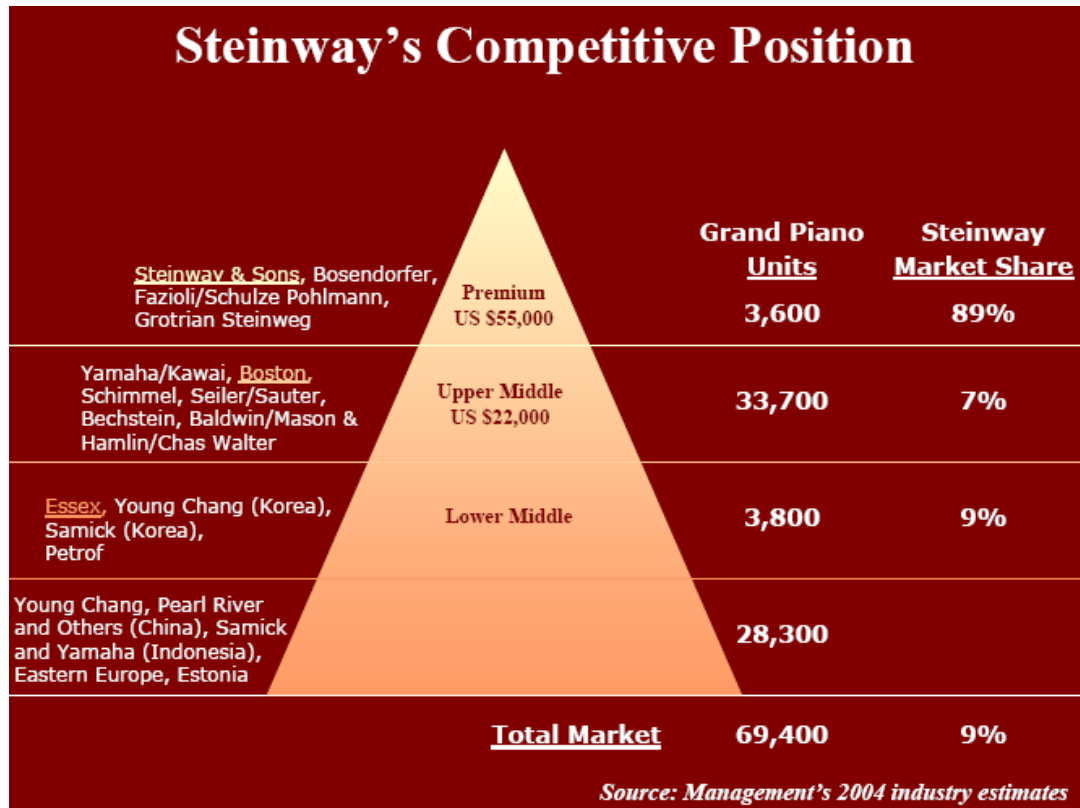 Steinway's Competitive Position
Grand Piano
Units
Steinway
Market Share
Steinway & Sons, Bosendorfer,
Fazioli/Schulze Pohlmann,
Grotrian Steinweg
Premium
US $55,000
3,600
89%
Yamaha/Kawai, Boston,
Schimmel, Seiler/Sauter,
Bechstein, Baldwin/Mason &
Hamlin/Chas Walter
Upper Middle
US $22,000
33,700
7%
Essex, Young Chang (Korea),
Samick (Korea),
Petrof
Lower Middle
3,800
9%
Young Chang, Pearl River
and Others (China), Samick
and Yamaha (Indonesia),
Eastern Europe, Estonia
28,300
Total Market
69,400
9%
Source: Management's 2004 industry estimates